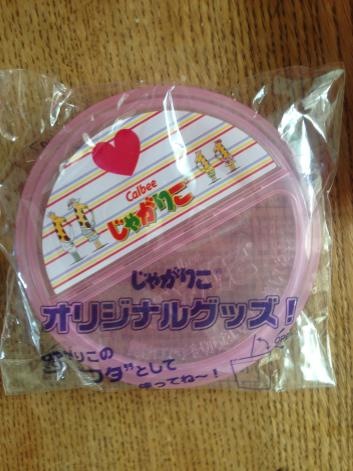 Calbee
じゃがりこ
じゃがりこ
オリジナルグッズ！
じゃがりこの
"フタ"として
使ってね～！